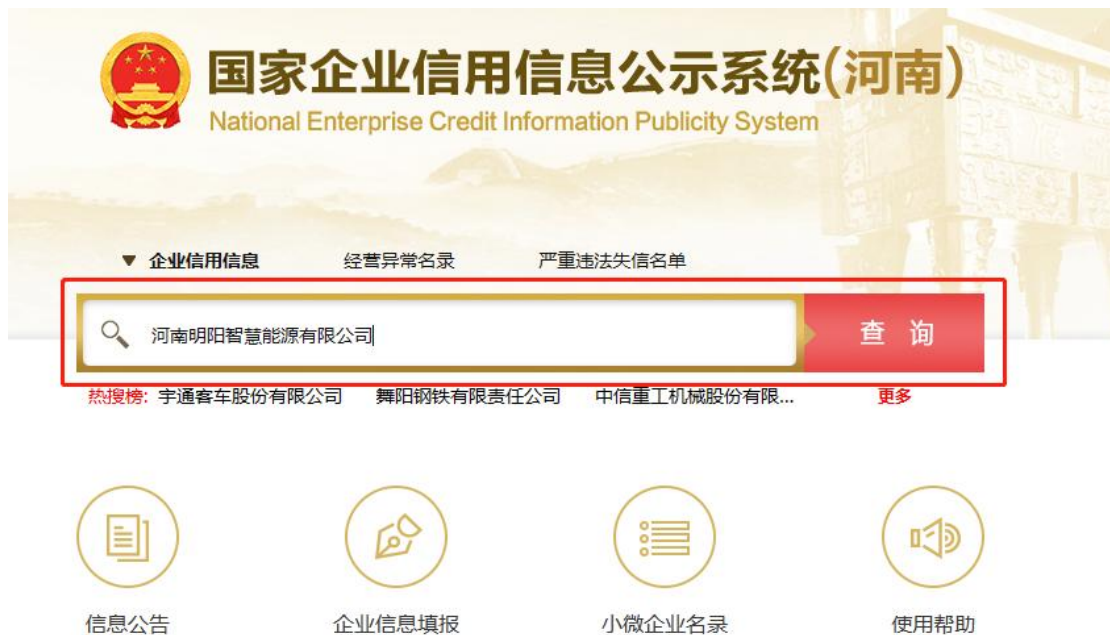 国家企业信用信息公示系统(河南)
National Enterprise Credit Information Publicity System
企业信用信息 经营异常名录 严重违法失信名单
河南明阳智慧能源有限公司 查 询
热搜榜: 宇通客车股份有限公司 舞阳钢铁有限责任公司 中信重工机械股份有限... 更多
信息公告 企业信息填报 小微企业名录 使用帮助